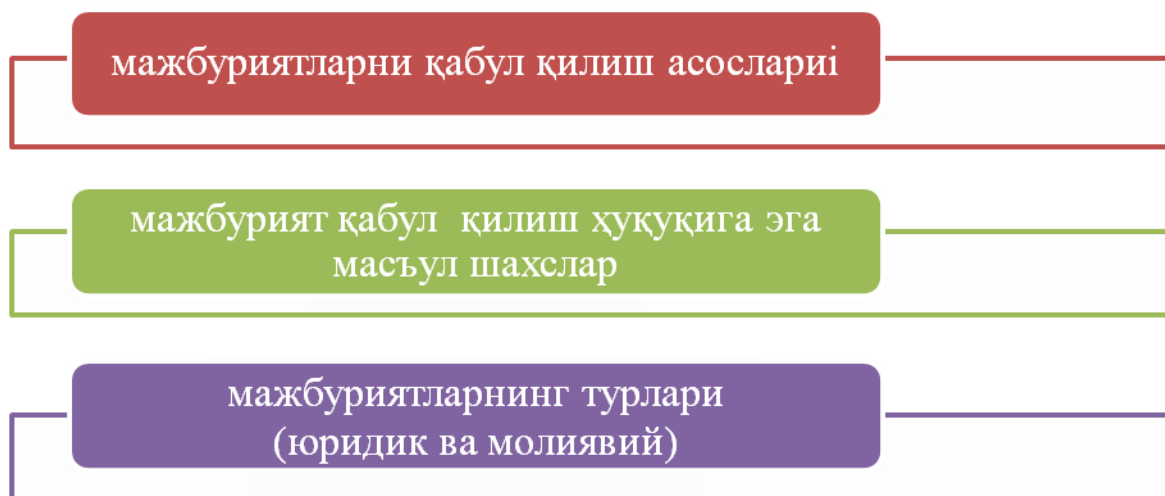 мажбуриятларни қабул қилиш асослариі
мажбурият қабул  қилиш ҳуқуқига эга
масъул шахслар
мажбуриятларнинг турлари
(юридик ва молиявий)